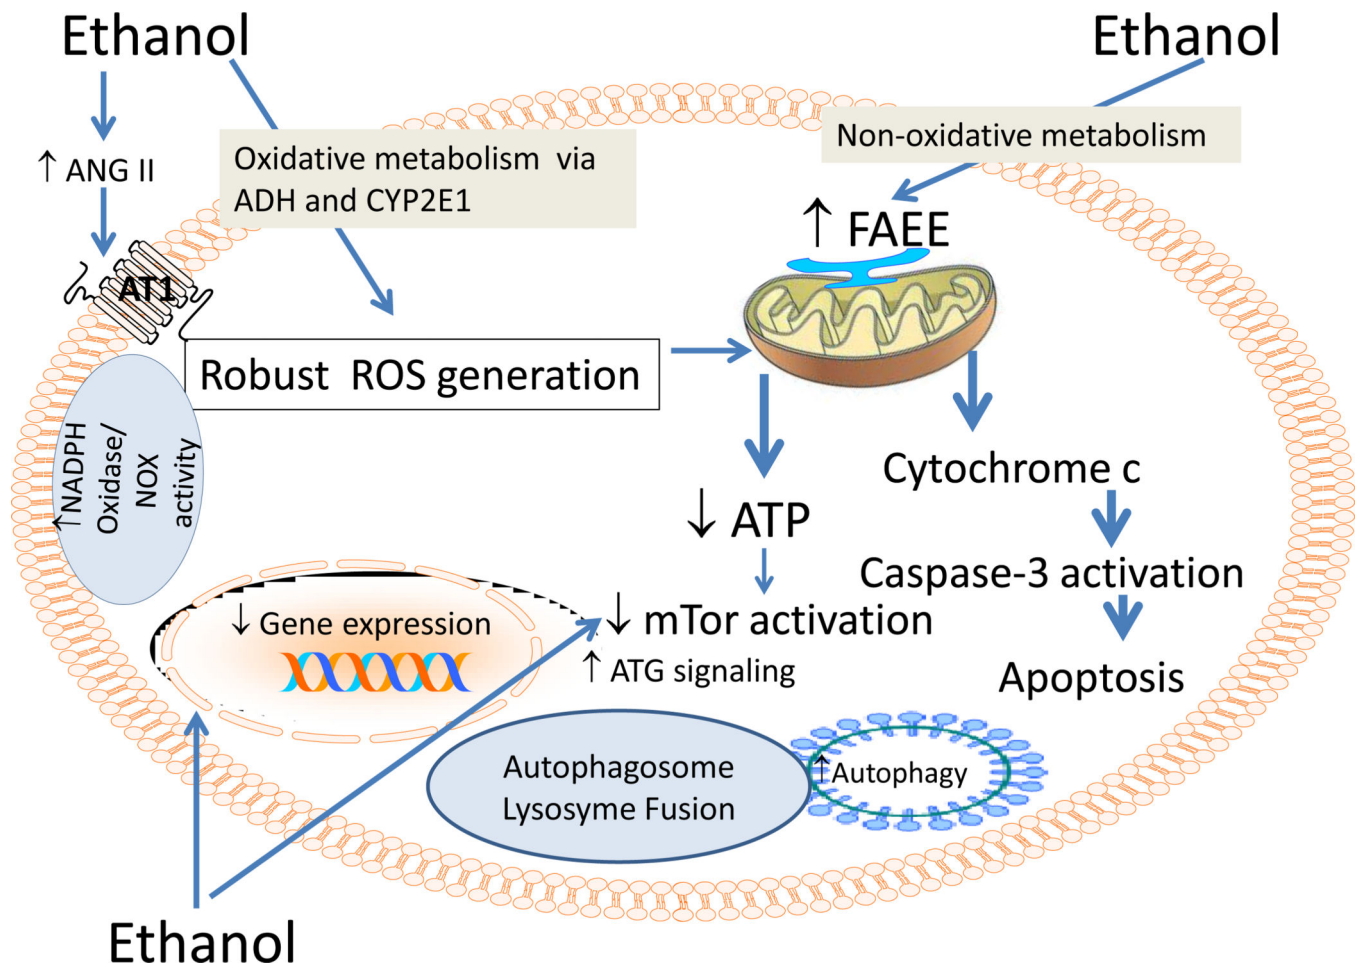 Ethanol
Ethanol
Non-oxidative metabolism
Oxidative metabolism via
ADH and CYP2E1
↑ ANG II
↑ FAEE
AT1
Robust ROS generation
↑NADPH
Oxidase/
NOX
activity
Cytochrome c
↓ ATP
Caspase-3 activation
↓ Gene expression
↓ mTor activation
↑ ATG signaling
Apoptosis
Autophagosome
Lysosyme Fusion
↑Autophagy
Ethanol